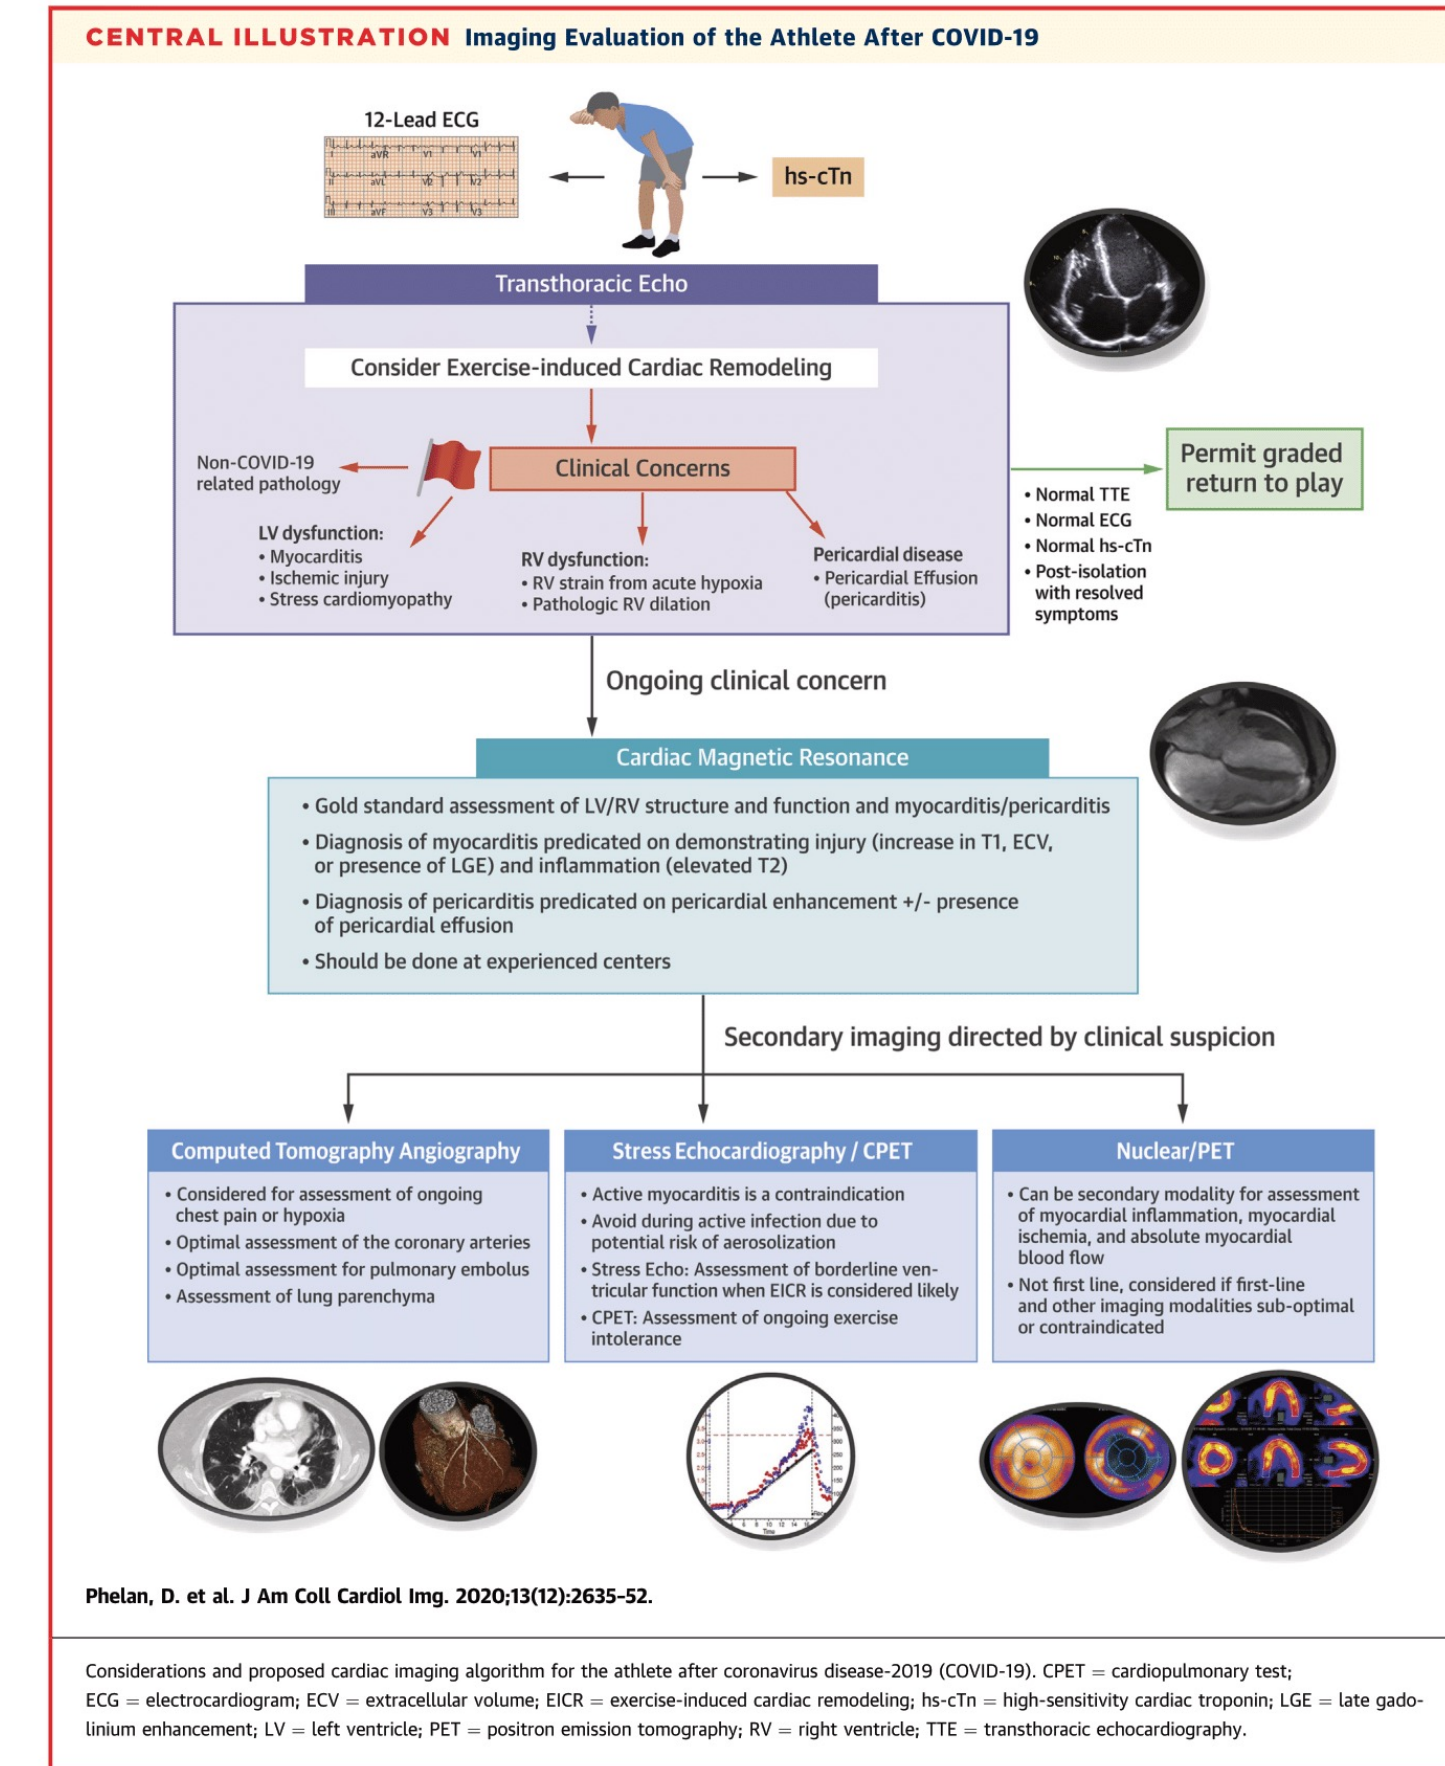 CENTRAL ILLUSTRATION Imaging Evaluation of the Athlete After COVID-19
12-Lead ECG
I aVR V1 V1
II aVL V2 V2
III aVF V3 V3
hs-cTn
Transthoracic Echo
Consider Exercise-induced Cardiac Remodeling
Clinical Concerns
Non-COVID-19
related pathology
LV dysfunction:
• Myocarditis
• Ischemic injury
• Stress cardiomyopathy
RV dysfunction:
• RV strain from acute hypoxia
• Pathologic RV dilation
Pericardial disease
• Pericardial Effusion
(pericarditis)
Permit graded
return to play
• Normal TTE
• Normal ECG
• Normal hs-cTn
• Post-isolation
with resolved
symptoms
Ongoing clinical concern
Cardiac Magnetic Resonance
• Gold standard assessment of LV/RV structure and function and myocarditis/pericarditis
• Diagnosis of myocarditis predicated on demonstrating injury (increase in T1, ECV,
or presence of LGE) and inflammation (elevated T2)
• Diagnosis of pericarditis predicated on pericardial enhancement +/- presence
of pericardial effusion
• Should be done at experienced centers
Secondary imaging directed by clinical suspicion
Computed Tomography Angiography
• Considered for assessment of ongoing
chest pain or hypoxia
• Optimal assessment of the coronary arteries
• Optimal assessment for pulmonary embolus
• Assessment of lung parenchyma
Stress Echocardiography / CPET
• Active myocarditis is a contraindication
• Avoid during active infection due to
potential risk of aerosolization
• Stress Echo: Assessment of borderline ven-
tricular function when EICR is considered likely
• CPET: Assessment of ongoing exercise
intolerance
Nuclear/PET
• Can be secondary modality for assessment
of myocardial inflammation, myocardial
ischemia, and absolute myocardial
blood flow
• Not first line, considered if first-line
and other imaging modalities sub-optimal
or contraindicated
Time
Phelan, D. et al. J Am Coll Cardiol Img. 2020;13(12):2635–52.
Considerations and proposed cardiac imaging algorithm for the athlete after coronavirus disease-2019 (COVID-19). CPET = cardiopulmonary test;
ECG = electrocardiogram; ECV = extracellular volume; EICR = exercise-induced cardiac remodeling; hs-cTn = high-sensitivity cardiac troponin; LGE = late gado-
linium enhancement; LV = left ventricle; PET = positron emission tomography; RV = right ventricle; TTE = transthoracic echocardiography.